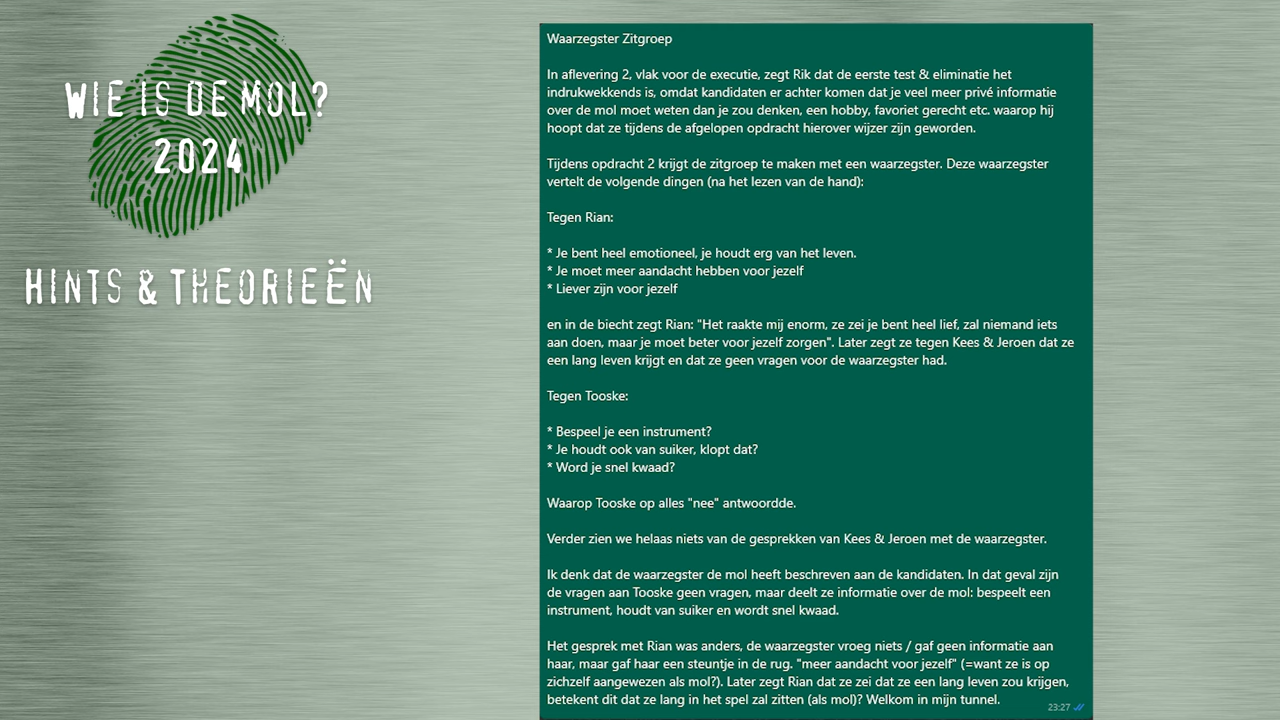 WIE IS DE MOL?
2024
HINTS & THEORIEËN
Waarzegster Zitgroep
In aflevering 2, vlak voor de executie, zegt Rik dat de eerste test & eliminatie het
indrukwekkends is, omdat kandidaten er achter komen dat je veel meer privé informatie
over de mol moet weten dan je zou denken, een hobby, favoriet gerecht etc. waarop hij
hoopt dat ze tijdens de afgelopen opdracht hierover wijzer zijn geworden.
Tijdens opdracht 2 krijgt de zitgroep te maken met een waarzegster. Deze waarzegster
vertelt de volgende dingen (na het lezen van de hand):
Tegen Rian:
* Je bent heel emotioneel, je houdt erg van het leven.
* Je moet meer aandacht hebben voor jezelf
* Liever zijn voor jezelf
en in de biecht zegt Rian: "Het raakte mij enorm, ze zei je bent heel lief, zal niemand iets
aan doen, maar je moet beter voor jezelf zorgen". Later zegt ze tegen Kees & Jeroen dat ze
een lang leven krijgt en dat ze geen vragen voor de waarzegster had.
Tegen Tooske:
* Bespeel je een instrument?
* Je houdt ook van suiker, klopt dat?
* Word je snel kwaad?
Waarop Tooske op alles "nee" antwoordde.
Verder zien we helaas niets van de gesprekken van Kees & Jeroen met de waarzegster.
Ik denk dat de waarzegster de mol heeft beschreven aan de kandidaten. In dat geval zijn
de vragen aan Tooske geen vragen, maar deelt ze informatie over de mol: bespeelt een
instrument, houdt van suiker en wordt snel kwaad.
Het gesprek met Rian was anders, de waarzegster vroeg niets / gaf geen informatie aan
haar, maar gaf haar een steuntje in de rug. "meer aandacht voor jezelf" (=want ze is op
zichzelf aangewezen als mol?). Later zegt Rian dat ze zei dat ze een lang leven zou krijgen,
betekent dit dat ze lang in het spel zal zitten (als mol)? Welkom in mijn tunnel.
23:27